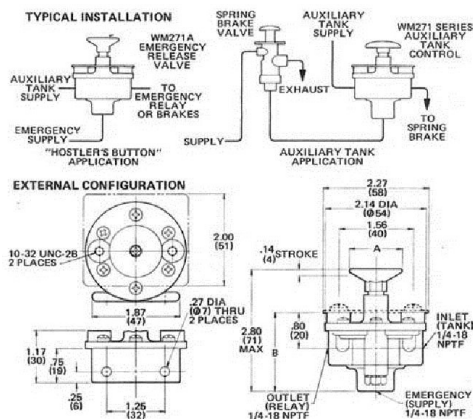 TYPICAL INSTALLATION
WM271A
EMERGENCY
RELEASE
VALVE
AUXILIARY
TANK
SUPPLY
TO
EMERGENCY
RELAY
OR BRAKES
EMERGENCY
SUPPLY
"HOSTLER'S BUTTON"
APPLICATION
SPRING
BRAKE
VALVE
EXHAUST
SUPPLY
AUXILIARY
TANK
SUPPLY
WM271 SERIES
AUXILIARY
TANK
CONTROL
TO
SPRING
BRAKE
AUXILIARY TANK
APPLICATION
EXTERNAL CONFIGURATION
10-32 UNC-2B
2 PLACES
2.00
(51)
1.87
(47)
.27 DIA
(Ø7) THRU
2 PLACES
1.17
(30)
.75
(19)
.25
(6)
1.25
(32)
2.27
(58)
2.14 DIA
(Ø54)
1.56
(40)
A
.14
(4)
STROKE
2.80
(71)
MAX
B
.80
(20)
INLET
(TANK)
1/4-18
NPTF
OUTLET
(RELAY)
1/4-18 NPTF
EMERGENCY
(SUPPLY)
1/4-18 NPTF